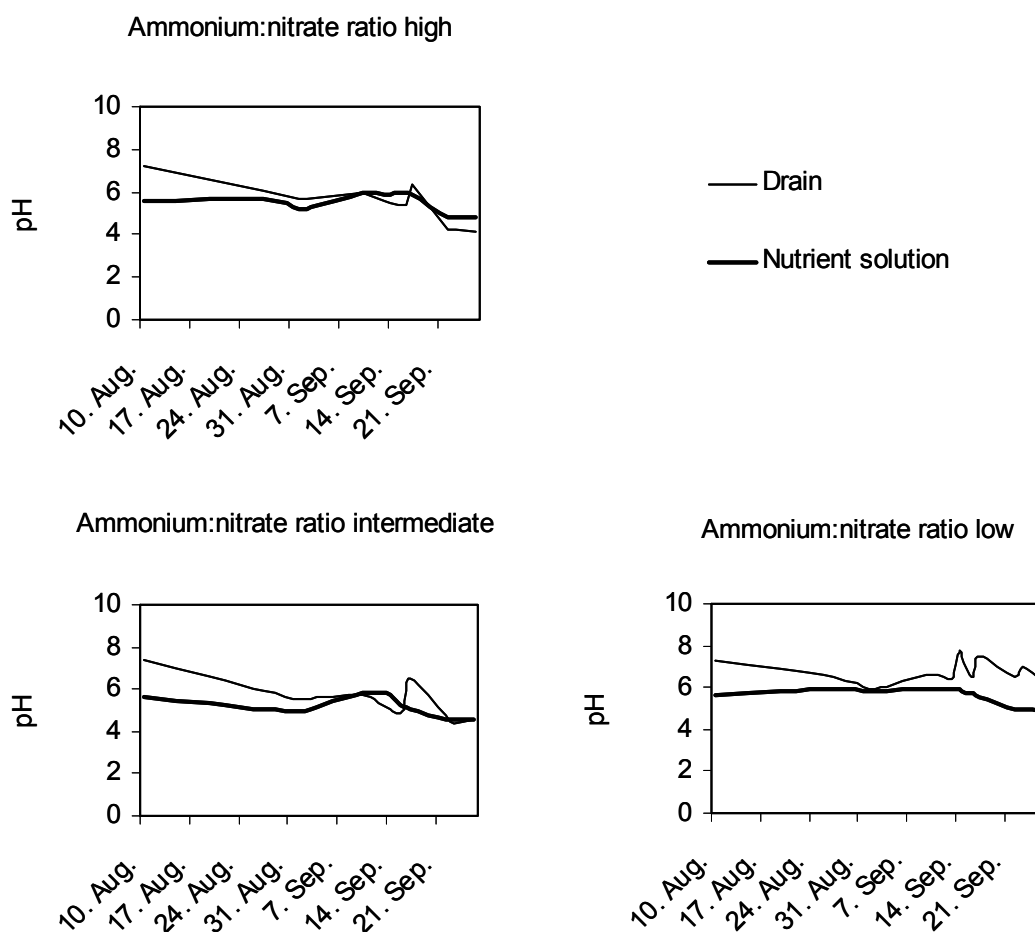 Ammonium:nitrate ratio high
10
8
6
4
2
0
pH
10. Aug.
17. Aug.
24. Aug.
31. Aug.
7. Sep.
14. Sep.
21. Sep.
Drain
Nutrient solution
Ammonium:nitrate ratio intermediate
10
8
6
4
2
0
pH
10. Aug.
17. Aug.
24. Aug.
31. Aug.
7. Sep.
14. Sep.
21. Sep.
Ammonium:nitrate ratio low
10
8
6
4
2
0
pH
10. Aug.
17. Aug.
24. Aug.
31. Aug.
7. Sep.
14. Sep.
21. Sep.